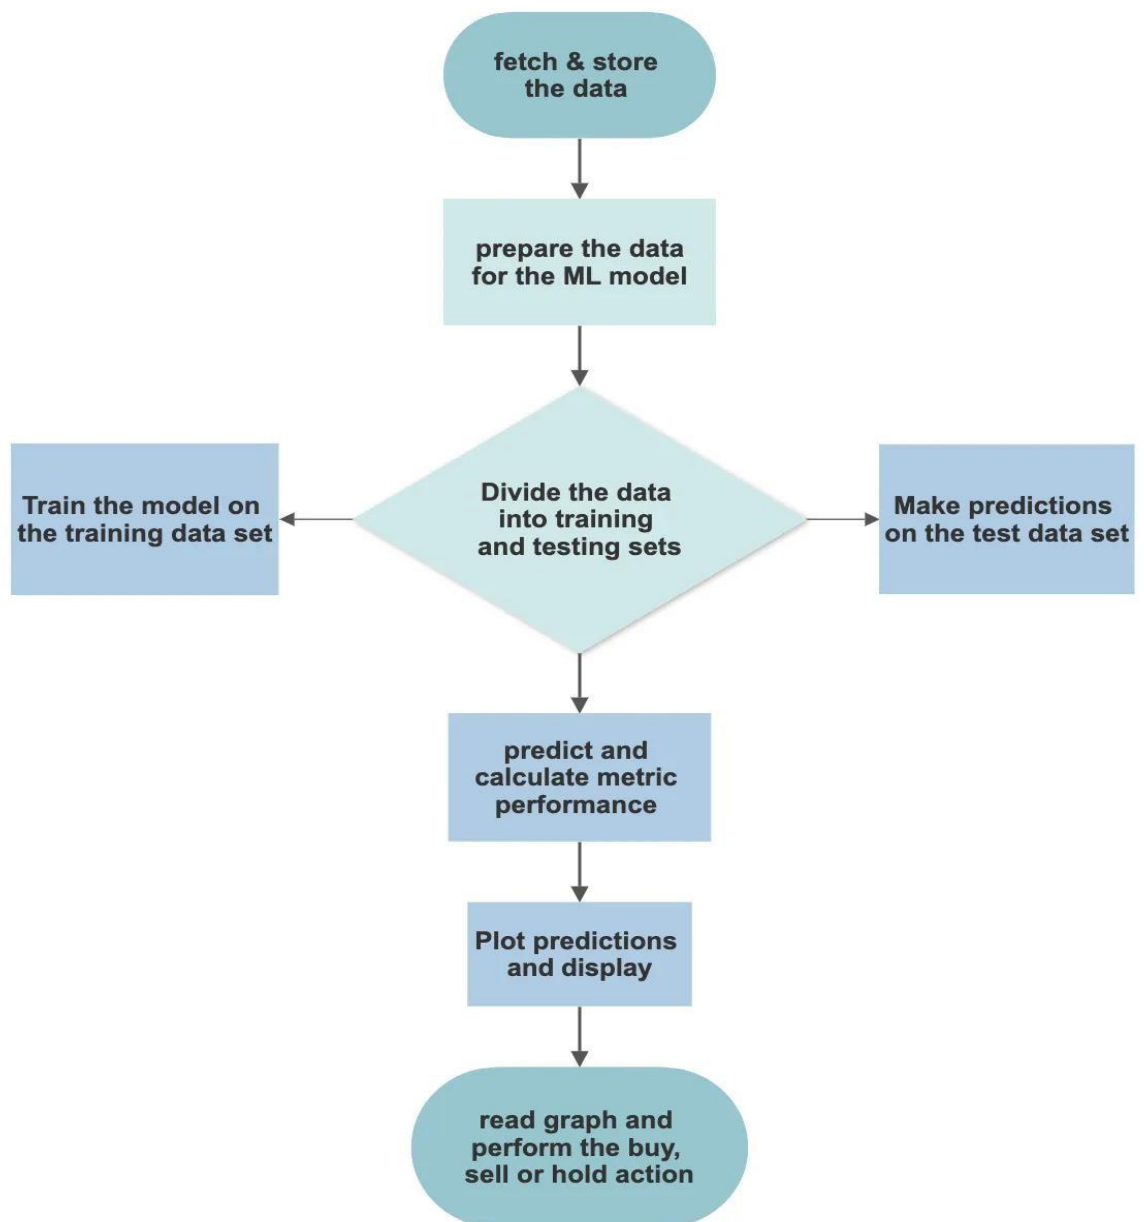 fetch & store
the data
prepare the data
for the ML model
Train the model on
the training data set
Divide the data
into training
and testing sets
Make predictions
on the test data set
predict and
calculate metric
performance
Plot predictions
and display
read graph and
perform the buy,
sell or hold action